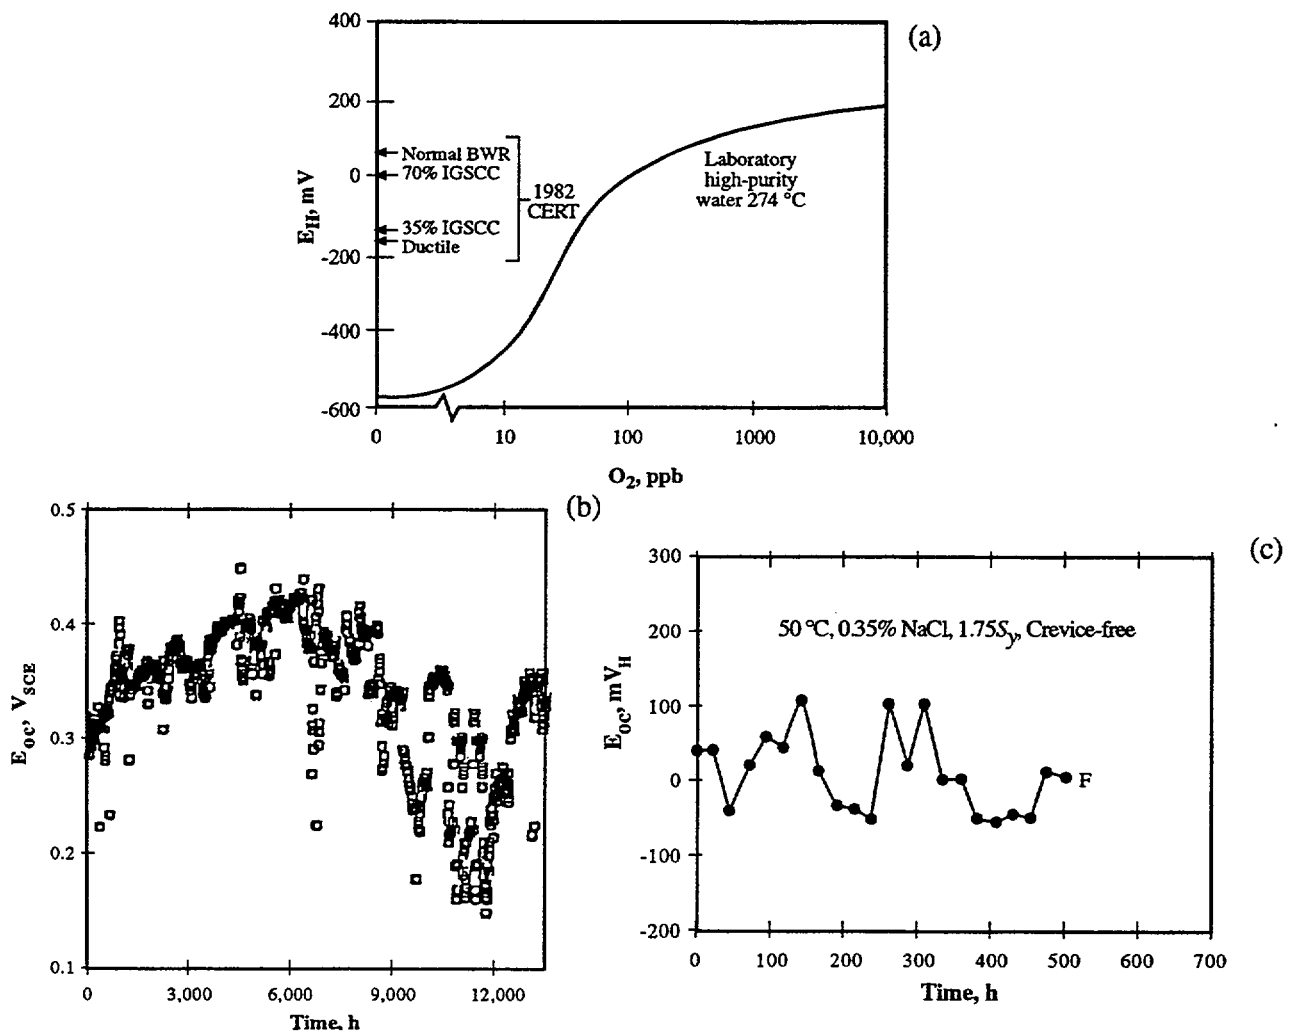 (a)
400
200
0
-200
-400
-600
E_H, mV
Normal BWR
70% IGSCC
35% IGSCC
Ductile
1982
CERT
Laboratory
high-purity
water 274 °C
0
10
100
1000
10,000
O₂, ppb
(b)
0.5
0.4
0.3
0.2
0.1
E_OC, V_SCE
0
3,000
6,000
9,000
12,000
Time, h
(c)
300
200
100
0
-100
-200
E_OC, mV_H
50 °C, 0.35% NaCl, 1.75S_y, Crevice-free
F
0
100
200
300
400
500
600
700
Time, h